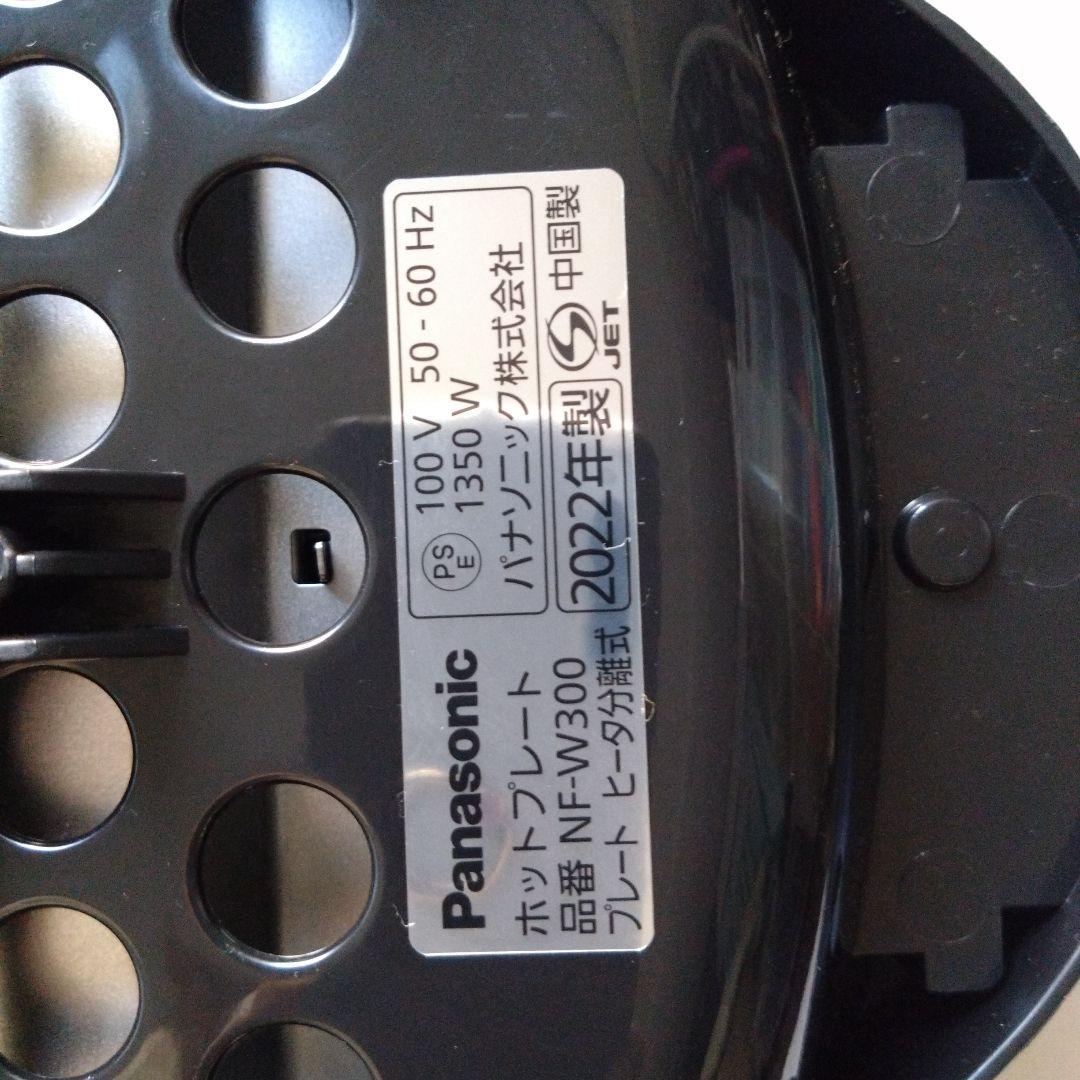 Panasonic
ホットプレート
品番 NF-W300
プレート ヒータ分離式
PS
E
100 V 50 - 60 Hz
1350 W
パナソニック株式会社
2022年製
JET
中国製